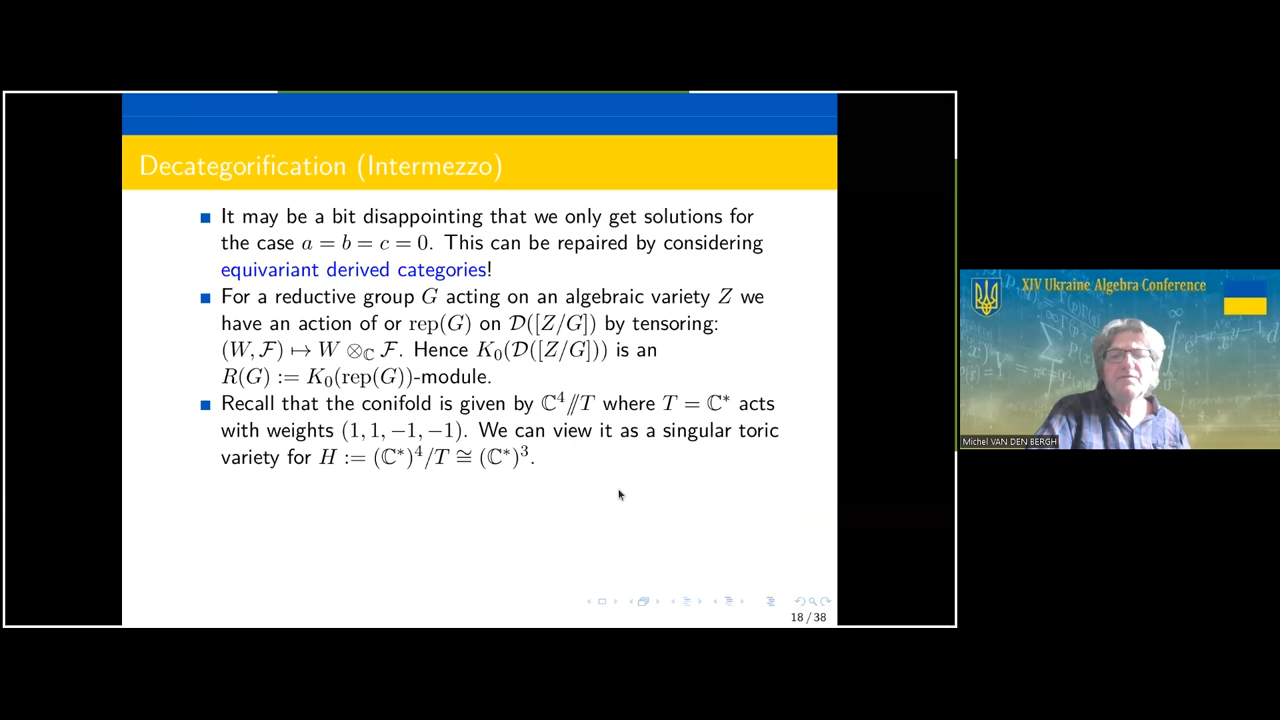 Decategorification (Intermezzo)
It may be a bit disappointing that we only get solutions for
the case a = b = c = 0. This can be repaired by considering
equivariant derived categories!
For a reductive group G acting on an algebraic variety Z we
have an action of or rep(G) on 𝒟([Z/G]) by tensoring:
(W, ℱ) ↦ W ⊗_ℂ ℱ. Hence K₀(𝒟([Z/G])) is an
R(G) := K₀(rep(G))-module.
Recall that the conifold is given by ℂ⁴//T where T = ℂ* acts
with weights (1, 1, −1, −1). We can view it as a singular toric
variety for H := (ℂ*)⁴/T ≅ (ℂ*)³.
18 / 38
XIV Ukraine Algebra Conference
Michel VAN DEN BERGH